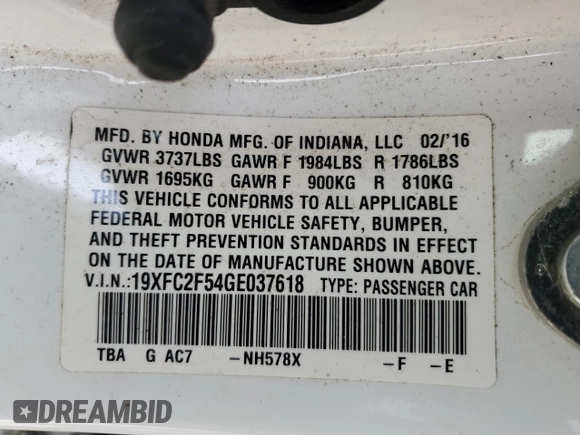 MFD. BY HONDA MFG. OF INDIANA, LLC 02/'16
GVWR 3737LBS GAWR F 1984LBS R 1786LBS
GVWR 1695KG GAWR F 900KG R 810KG
THIS VEHICLE CONFORMS TO ALL APPLICABLE
FEDERAL MOTOR VEHICLE SAFETY, BUMPER,
AND THEFT PREVENTION STANDARDS IN EFFECT
ON THE DATE OF MANUFACTURE SHOWN ABOVE.
V.I.N.:19XFC2F54GE037618 TYPE: PASSENGER CAR
TBA G AC7 -NH578X -F -E
DREAMBID